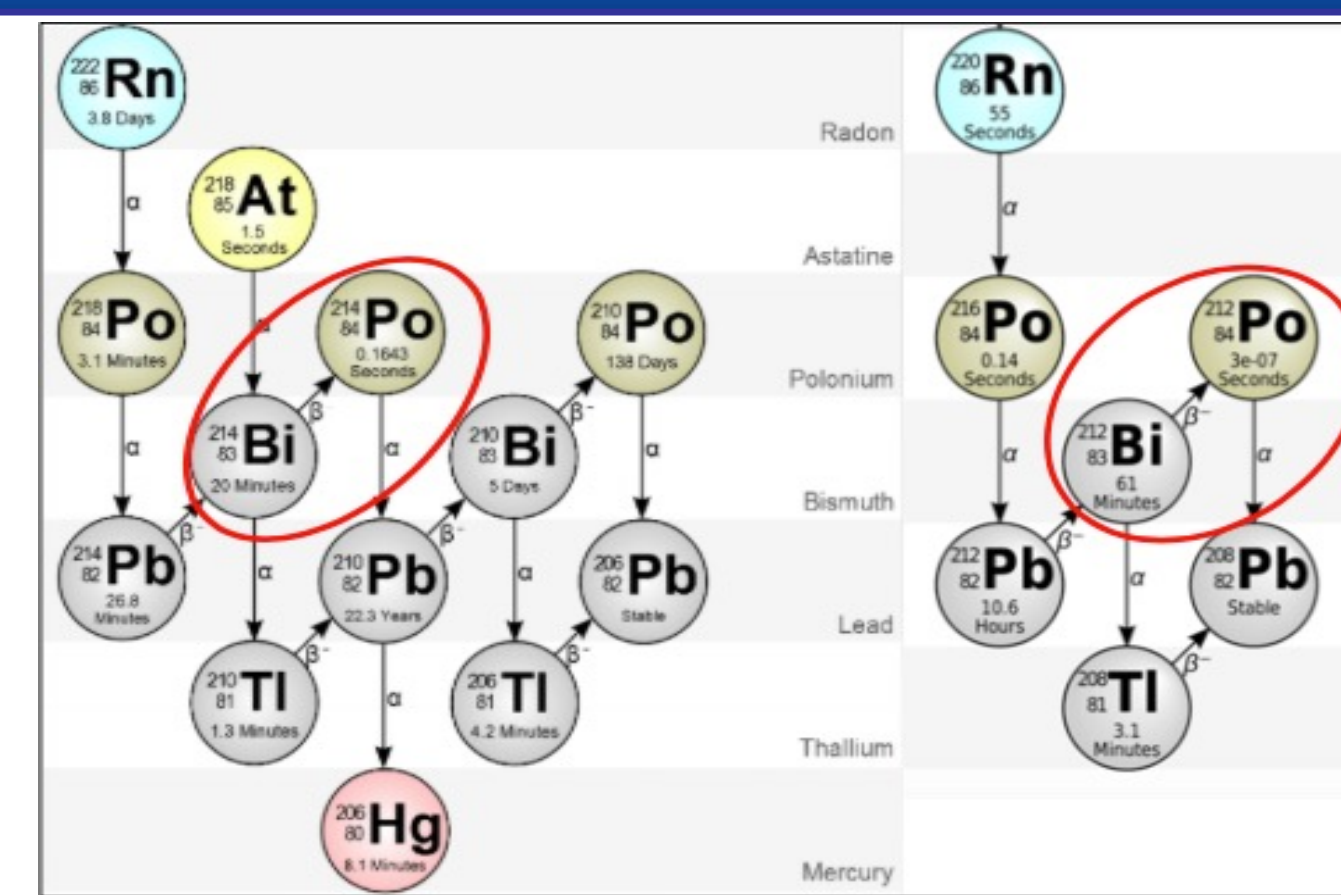 222 86 Rn
3.8 Days
220 86 Rn
55
Seconds
Radon
α
α
218 85 At
1.5
Seconds
Astatine
218 84 Po
3.1 Minutes
214 84 Po
0.1643
Seconds
210 84 Po
138 Days
Polonium
216 84 Po
0.14
Seconds
212 84 Po
3e-07
Seconds
β-
β-
β-
α
214 83 Bi
20 Minutes
α
210 83 Bi
5 Days
α
Bismuth
α
212 83 Bi
61
Minutes
α
β-
β-
β-
214 82 Pb
26.8
Minutes
α
210 82 Pb
22.3 Years
α
206 82 Pb
Stable
Lead
212 82 Pb
10.6
Hours
α
208 82 Pb
Stable
β-
β-
β-
210 81 Tl
1.3 Minutes
α
206 81 Tl
4.2 Minutes
Thallium
208 81 Tl
3.1
Minutes
206 80 Hg
8.1 Minutes
Mercury